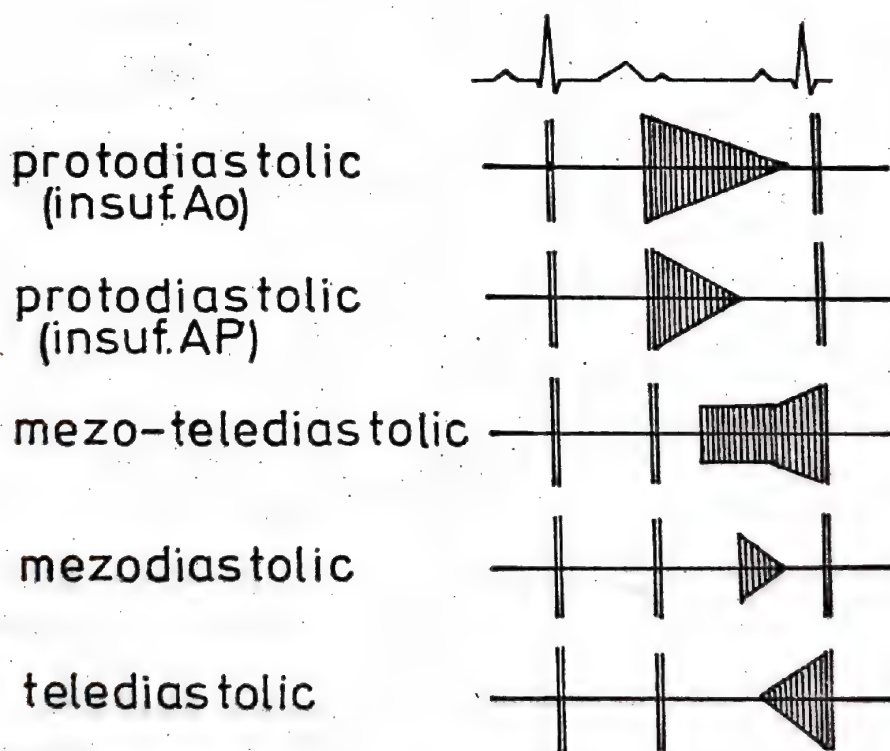 protodiastolic
(insuf.Ao)
protodiastolic
(insuf.AP)
mezo-telediastolic
mezodiastolic
telediastolic